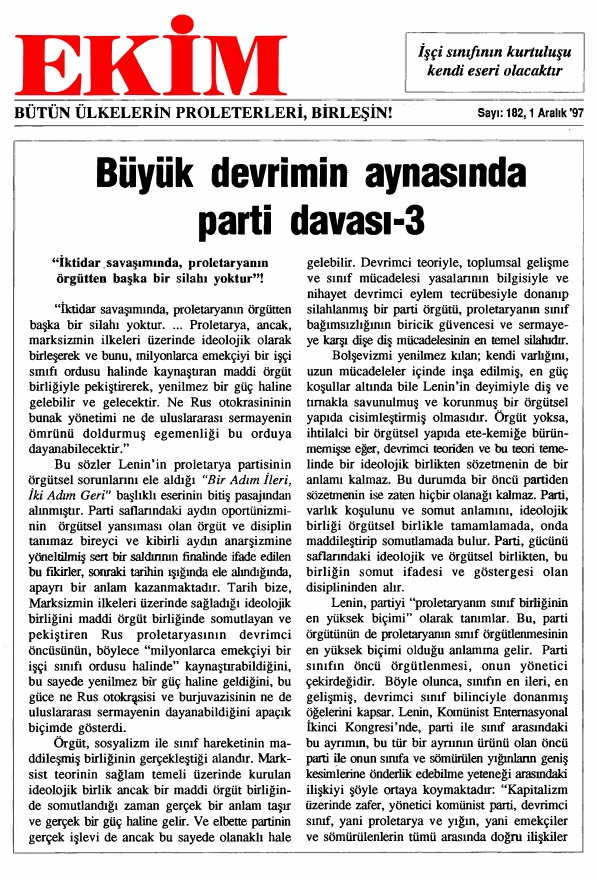 EKİM
İşçi sınıfının kurtuluşu
kendi eseri olacaktır
BÜTÜN ÜLKELERİN PROLETERLERİ, BİRLEŞİN!
Sayı: 182, 1 Aralık '97
Büyük devrimin aynasında
parti davası-3
“İktidar savaşımında, proletaryanın
örgütten başka bir silahı yoktur”!
“İktidar savaşımında, proletaryanın örgütten
başka bir silahı yoktur. ... Proletarya, ancak,
marksizmin ilkeleri üzerinde ideolojik olarak
birleşerek ve bunu, milyonlarca emekçiyi bir işçi
sınıfı ordusu halinde kaynaştıran maddi örgüt
birliğiyle pekiştirerek, yenilmez bir güç haline
gelebilir ve gelecektir. Ne Rus otokrasininin
bunak yönetimi ne de uluslararası sermayenin
ömrünü doldurmuş egemenliği bu orduya
dayanabilecektir.”
Bu sözler Lenin'in proletarya partisinin
örgütsel sorunlarını ele aldığı “Bir Adım İleri,
İki Adım Geri” başlıklı eserinin bitiş pasajından
alınmıştır. Parti saflarındaki aydın oportünizmi-
nin örgütsel yansıması olan örgüt ve disiplin
tanımaz bireyci ve kibirli aydın anarşizmine
yöneltilmiş sert bir saldırının finalinde ifade edilen
bu fikirler, sonraki tarihin ışığında ele alındığında,
apayrı bir anlam kazanmaktadır. Tarih bize,
Marksizmin ilkeleri üzerinde sağladığı ideolojik
birliğini maddi örgüt birliğinde somutlayan ve
pekiştiren Rus proletaryasının devrimci
öncüsünün, böylece “milyonlarca emekçiyi bir
işçi sınıfı ordusu halinde” kaynaştırabildiğini,
bu sayede yenilmez bir güç haline geldiğini, bu
güce ne Rus otokrasisi ve burjuvazisinin ne de
uluslararası sermayenin dayanabildiğini apaçık
biçimde gösterdi.
Örgüt, sosyalizm ile sınıf hareketinin ma-
ddileşmiş birliğinin gerçekleştiği alandır. Mark-
sist teorinin sağlam temeli üzerinde kurulan
ideolojik birlik ancak bir maddi örgüt birliğin-
de somutlandığı zaman gerçek bir anlam taşır
ve gerçek bir güç haline gelir. Ve elbette partinin
gerçek işlevi de ancak bu sayede olanaklı hale
gelebilir. Devrimci teoriyle, toplumsal gelişme
ve sınıf mücadelesi yasalarının bilgisiyle ve
nihayet devrimci eylem tecrübesiyle donanıp
silahlanmış bir parti örgütü, proletaryanın sınıf
bağımsızlığının biricik güvencesi ve sermaye-
ye karşı dişe diş mücadelesinin en temel silahıdır.
Bolşevizmi yenilmez kılan; kendi varlığını,
uzun mücadeleler içinde inşa edilmiş, en güç
koşullar altında bile Lenin'in deyimiyle diş ve
tırnakla savunulmuş ve korunmuş bir örgütsel
yapıda cisimleştirmiş olmasıdır. Örgüt yoksa,
ihtilalci bir örgütsel yapıda ete-kemiğe bürün-
memişse eğer, devrimci teoriden ve bu teori teme-
linde bir ideolojik birlikten sözetmenin de bir
anlamı kalmaz. Bu durumda bir öncü partiden
sözetmenin ise zaten hiçbir olanağı kalmaz. Parti,
varlık koşulunu ve somut anlamını, ideolojik
birliği örgütsel birlikle tamamlamada, onda
maddileştirip somutlamada bulur. Parti, gücünü
saflarındaki ideolojik ve örgütsel birlikten, bu
birliğin somut ifadesi ve göstergesi olan
disiplininden alır.
Lenin, partiyi “proletaryanın sınıf birliğinin
en yüksek biçimi” olarak tanımlar. Bu, parti
örgütünün de proletaryanın sınıf örgütlenmesinin
en yüksek biçimi olduğu anlamına gelir. Parti
sınıfın öncü örgütlenmesi, onun yönetici
çekirdeğidir. Böyle olunca, sınıfın en ileri, en
gelişmiş, devrimci sınıf bilinciyle donanmış
öğelerini kapsar. Lenin, Komünist Enternasyonal
İkinci Kongresi'nde, parti ile sınıf arasındaki
bu ayrımın, bu tür bir ayrıının ürünü olan öncü
parti ile onun sınıfa ve sömürülen yığınların geniş
kesimlerine önderlik edebilme yeteneği arasındaki
ilişkiyi şöyle ortaya koymaktadır: “Kapitalizm
üzerinde zafer, yönetici komünist parti, devrimci
sınıf, yani proletarya ve yığın, yani emekçiler
ve sömürülenlerin tümü arasında doğru ilişkiler